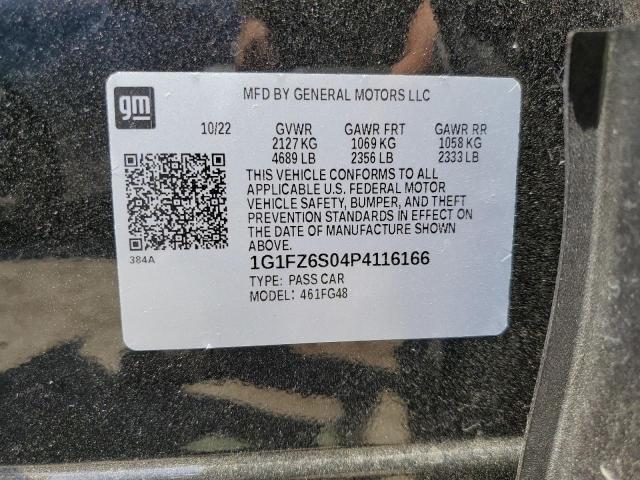 gm
MFD BY GENERAL MOTORS LLC
10/22 GVWR GAWR FRT GAWR RR
2127 KG 1069 KG 1058 KG
4689 LB 2356 LB 2333 LB
THIS VEHICLE CONFORMS TO ALL
APPLICABLE U.S. FEDERAL MOTOR
VEHICLE SAFETY, BUMPER, AND THEFT
PREVENTION STANDARDS IN EFFECT ON
THE DATE OF MANUFACTURE SHOWN
ABOVE.
384A
1G1FZ6S04P4116166
TYPE: PASS CAR
MODEL: 461FG48